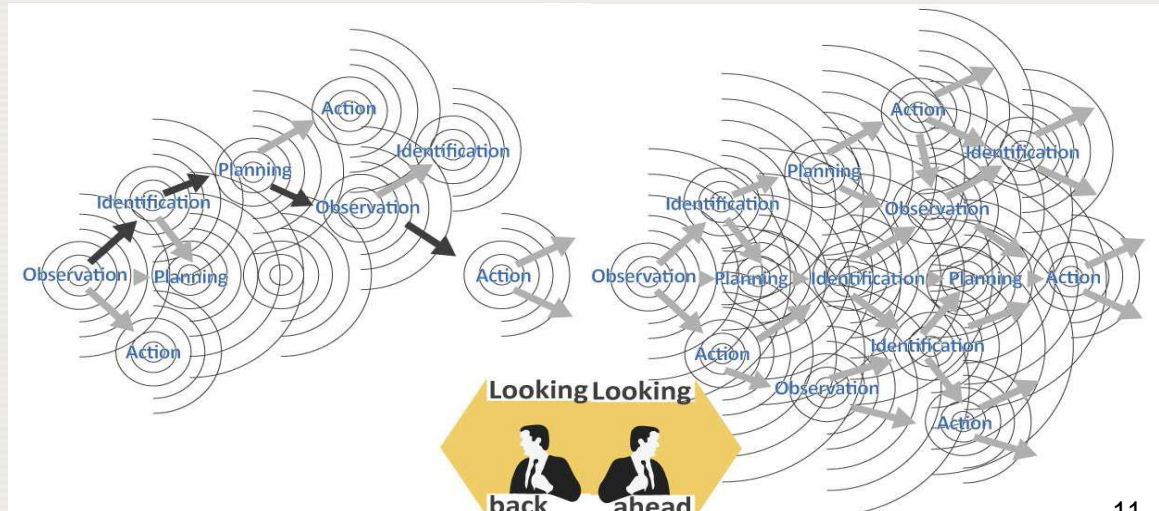 Action
Identification
Planning
Identification
Observation
Observation
Planning
Action
Action
Action
Identification
Planning
Identification
Observation
Observation
Planning
Identification
Planning
Action
Action
Identification
Observation
Action
Looking Looking
back ahead
11